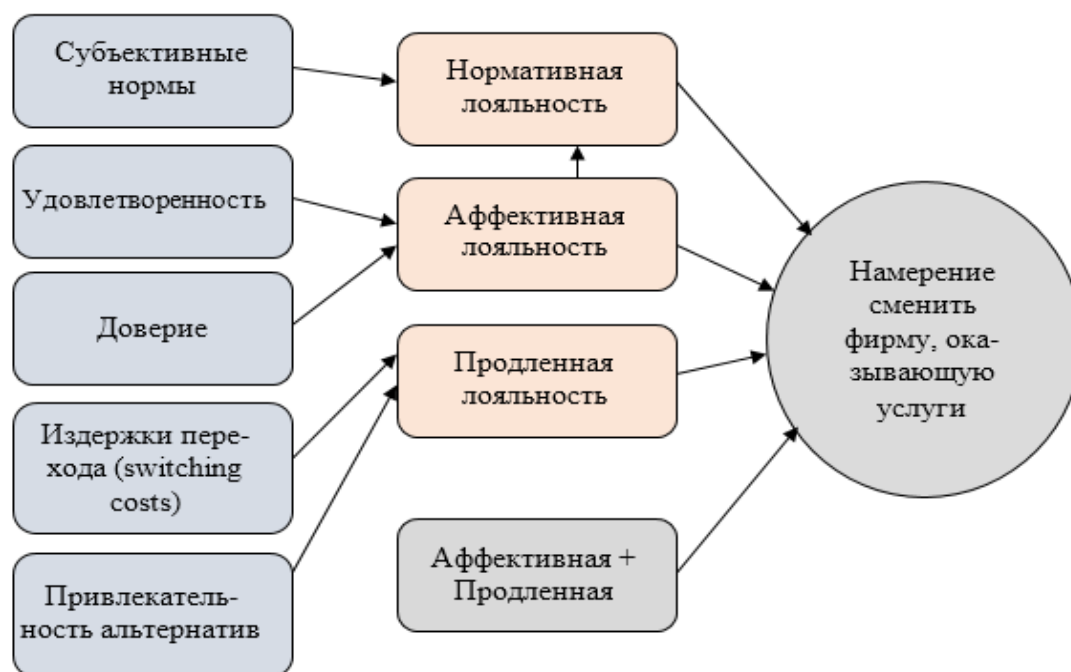 Субъективные
нормы
Нормативная
лояльность
Удовлетворенность
Аффективная
лояльность
Доверие
Продленная
лояльность
Намерение
сменить
фирму, ока-
зывающую
услуги
Издержки пере-
хода (switching
costs)
Аффективная +
Продленная
Привлекатель-
ность альтернатив